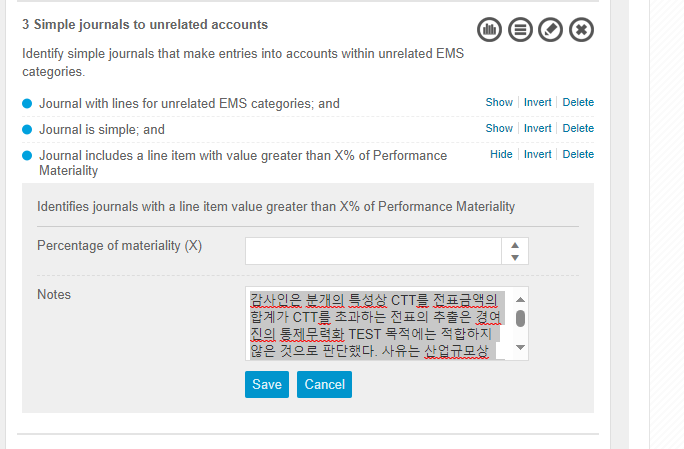 3 Simple journals to unrelated accounts
Identify simple journals that make entries into accounts within unrelated EMS
categories.
Journal with lines for unrelated EMS categories; and
Show Invert Delete
Journal is simple; and
Show Invert Delete
Journal includes a line item with value greater than X% of Performance
Materiality
Hide Invert Delete
Identifies journals with a line item value greater than X% of Performance Materiality
Percentage of materiality (X)
Notes
감사인은 분개의 특성상 CTT를 전표금액의
합계가 CTT를 초과하는 전표의 추출은 경여
진의 통제무력화 TEST 목적에는 적합하지
않은 것으로 판단했다. 사유는 산업규모상
Save Cancel